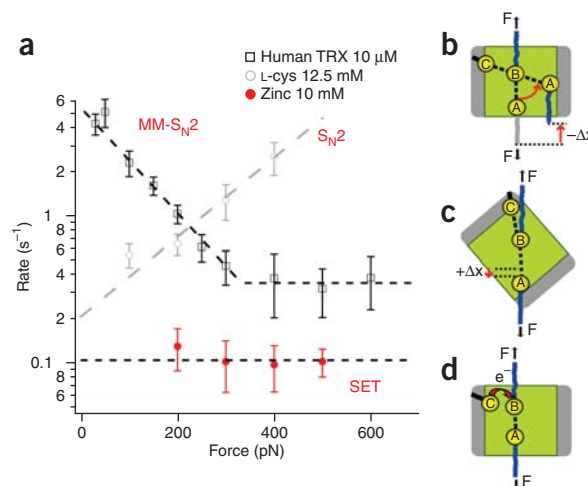 a
Human TRX 10 µM
L-cys 12.5 mM
Zinc 10 mM
MM-SN2
SN2
SET
Rate (s⁻¹)
6
4
2
1
8
6
4
2
0.1
8
6
0
200
400
600
Force (pN)
b
F
C
B
A
A
−Δx
F
c
F
C
B
+Δx
A
F
d
F
e−
C
B
A
F